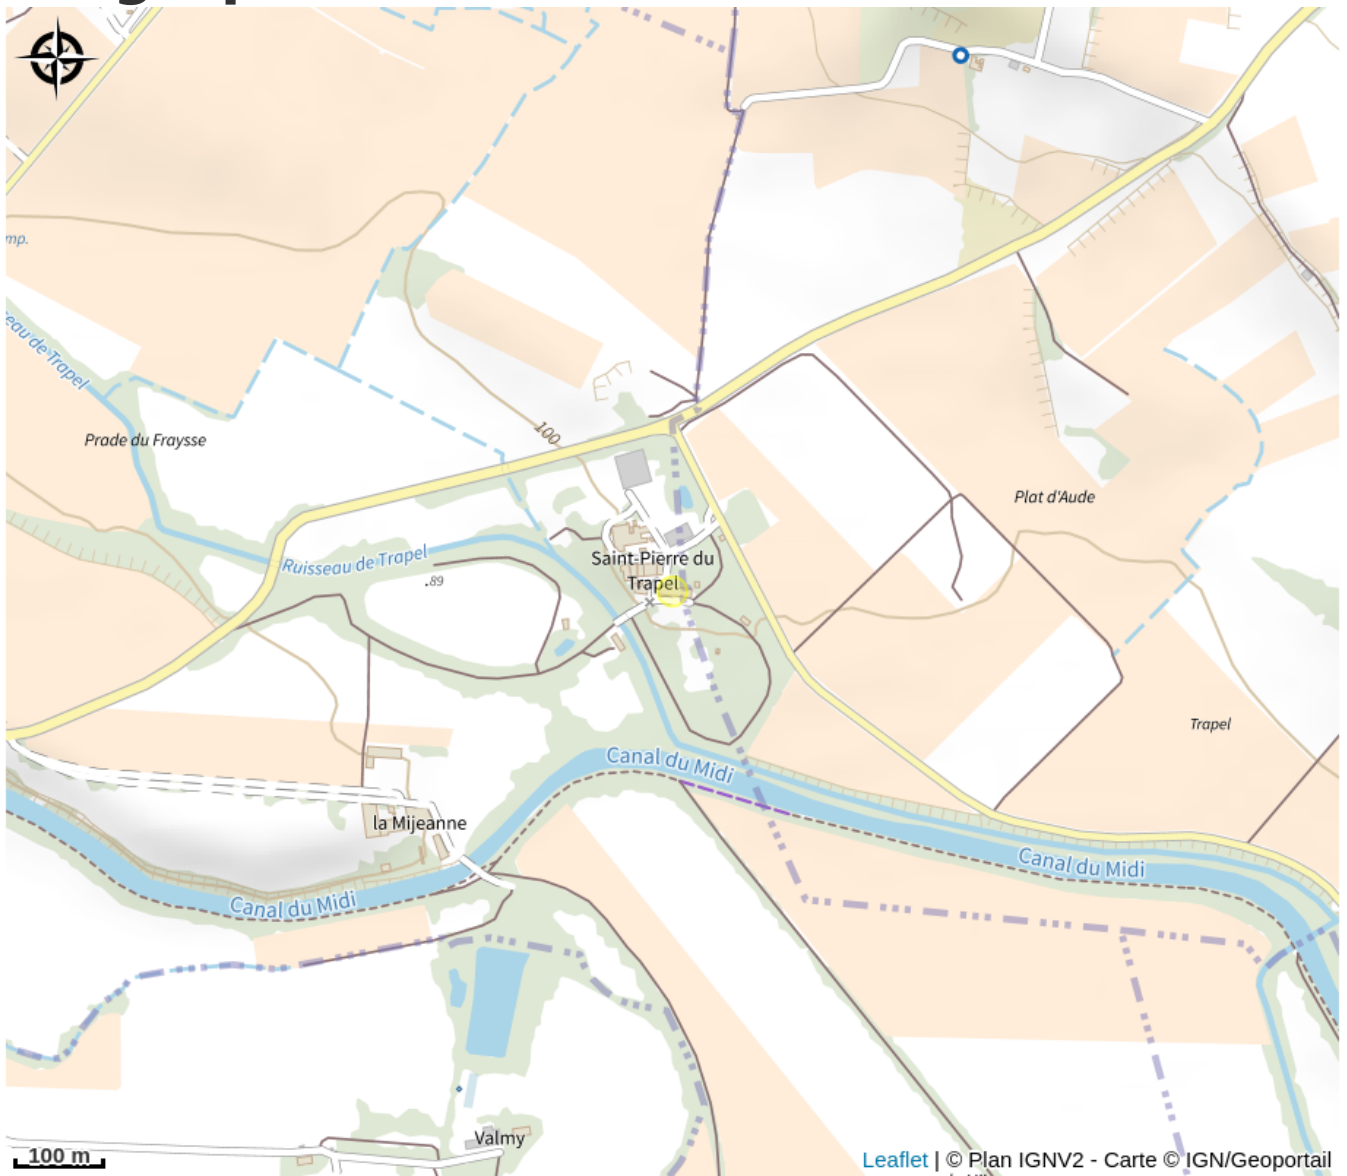 mp.
eau de Trapel
Prade du Fraysse
100
Plat d'Aude
Ruisseau de Trapel
Saint-Pierre du
Trapel
.89
Trapel
Canal du Midi
la Mijeanne
Canal du Midi
Canal du Midi
Valmy
100 m
Leaflet | © Plan IGNV2 - Carte © IGN/Geoportail